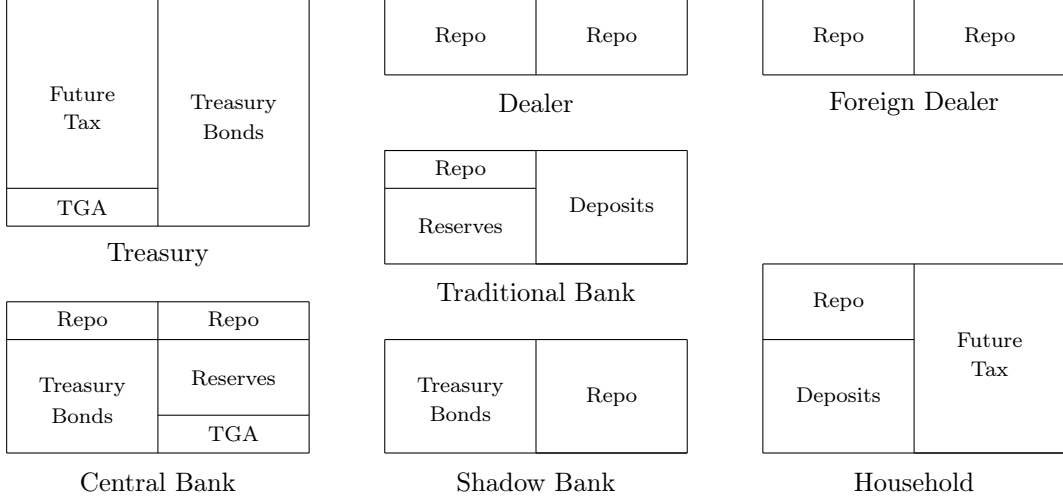 Future
Tax
Treasury
Bonds
TGA
Treasury
Repo
Repo
Dealer
Repo
Repo
Foreign Dealer
Repo
Reserves
Deposits
Traditional Bank
Repo
Repo
Treasury
Bonds
Reserves
TGA
Central Bank
Treasury
Bonds
Repo
Shadow Bank
Repo
Deposits
Future
Tax
Household